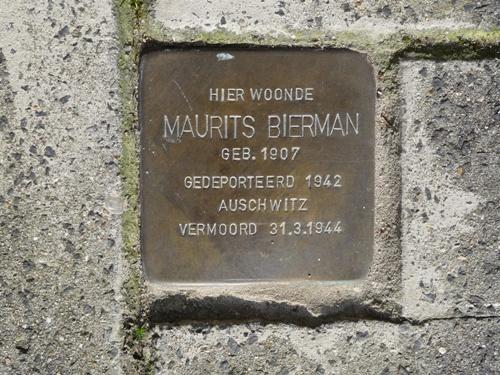 HIER WOONDE
MAURITS BIERMAN
GEB. 1907
GEDEPORTEERD 1942
AUSCHWITZ
VERMOORD 31.3.1944